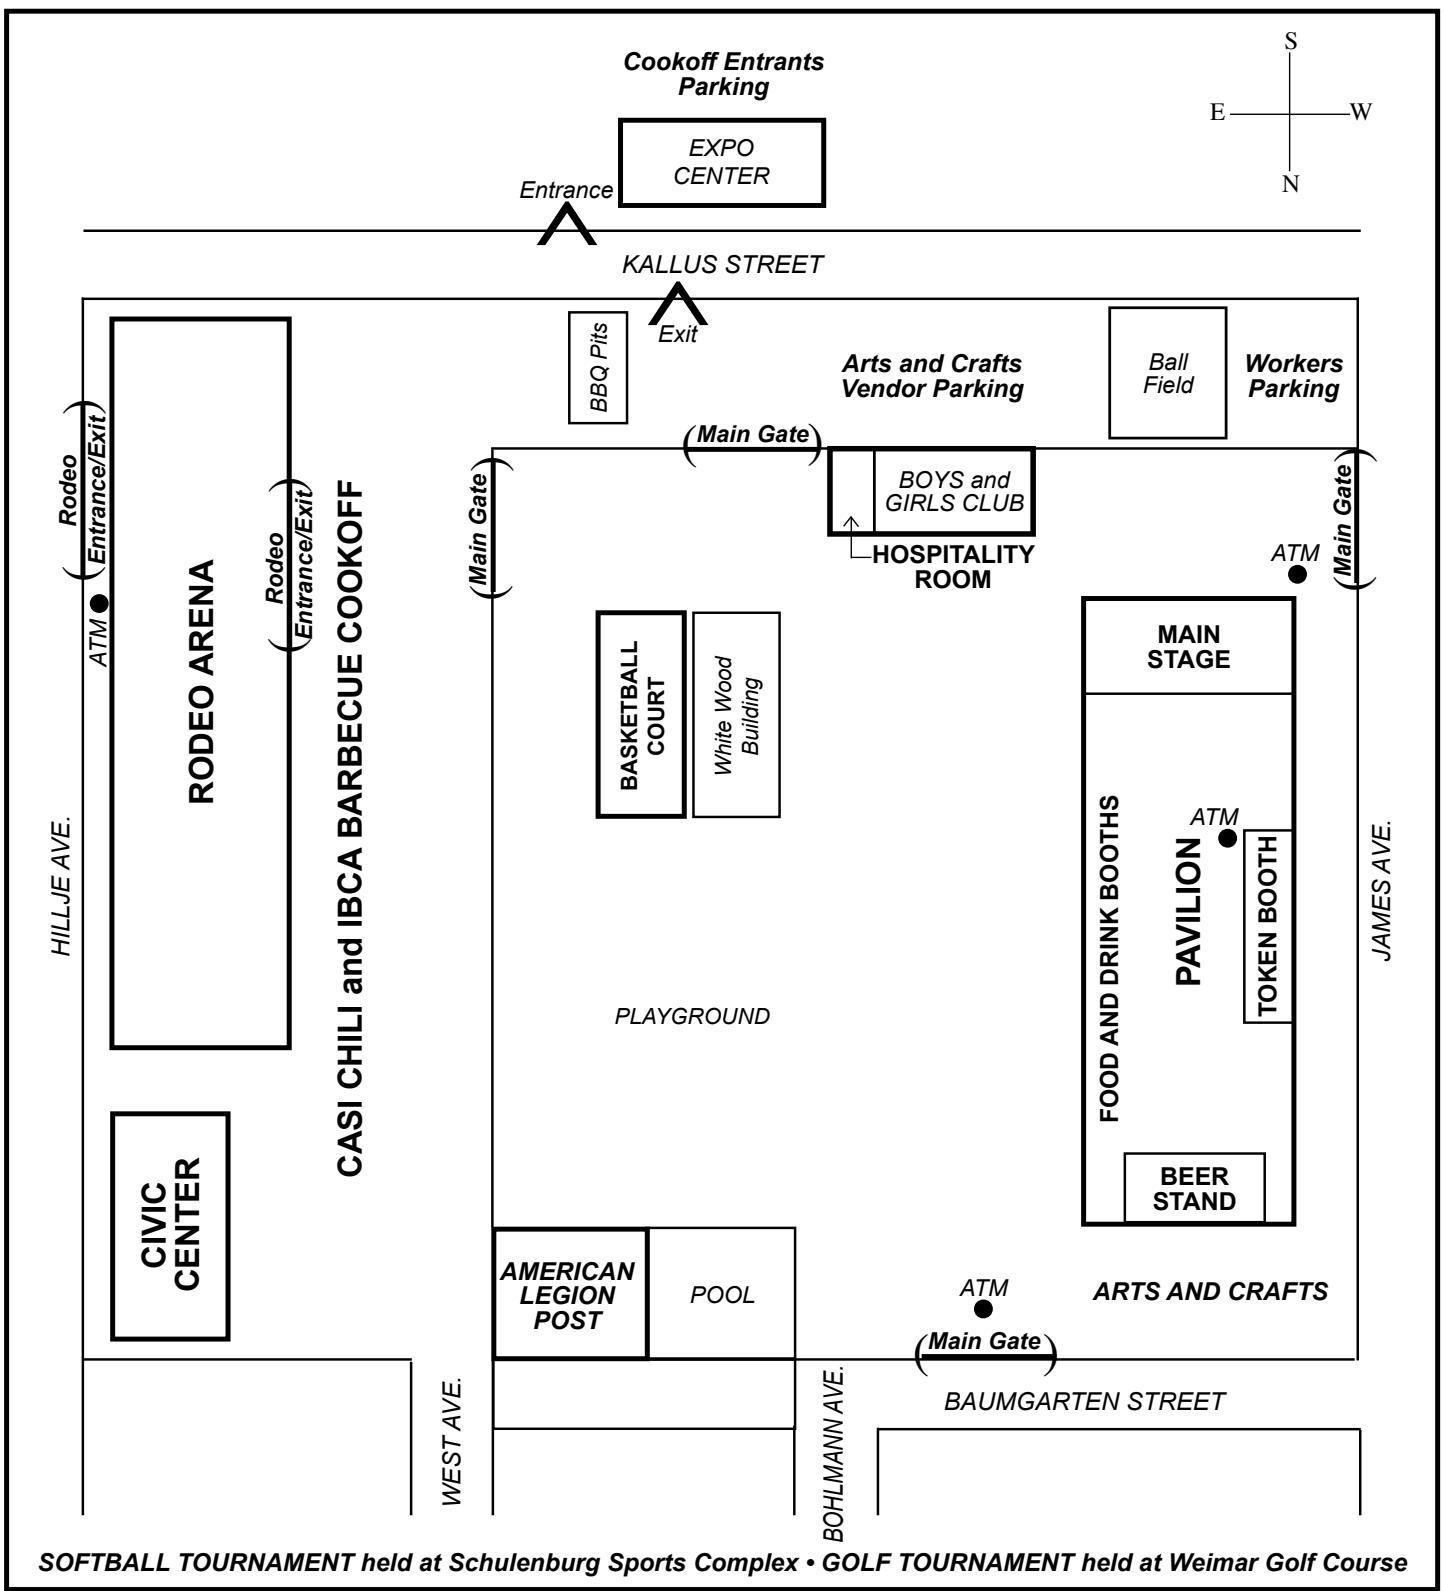 S
E
W
N
Cookoff Entrants
Parking
EXPO
CENTER
Entrance
KALLUS STREET
Exit
BBQ Pits
Arts and Crafts
Vendor Parking
Ball
Field
Workers
Parking
Rodeo
Entrance/Exit
Rodeo
Entrance/Exit
Main Gate
Main Gate
Main Gate
BOYS and
GIRLS CLUB
HOSPITALITY
ROOM
ATM
ATM
RODEO ARENA
CASI CHILI and IBCA BARBECUE COOKOFF
BASKETBALL
COURT
White Wood
Building
MAIN
STAGE
HILLJE AVE.
FOOD AND DRINK BOOTHS
PAVILION
ATM
TOKEN BOOTH
JAMES AVE.
PLAYGROUND
BEER
STAND
CIVIC
CENTER
AMERICAN
LEGION
POST
POOL
ATM
ARTS AND CRAFTS
Main Gate
BAUMGARTEN STREET
WEST AVE.
BOHLMANN AVE.
SOFTBALL TOURNAMENT held at Schulenburg Sports Complex • GOLF TOURNAMENT held at Weimar Golf Course